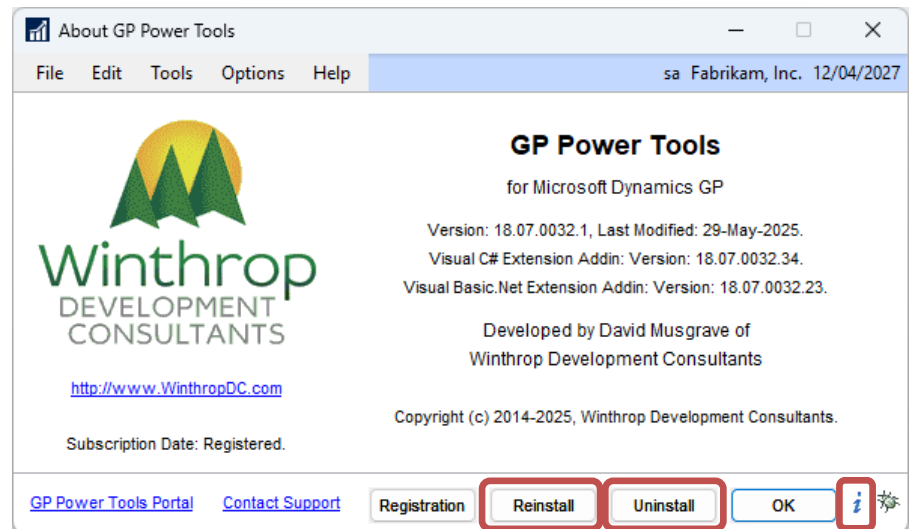 About GP Power Tools
File Edit Tools Options Help sa Fabrikam, Inc. 12/04/2027
GP Power Tools
for Microsoft Dynamics GP
Version: 18.07.0032.1, Last Modified: 29-May-2025.
Visual C# Extension Addin: Version: 18.07.0032.34.
Visual Basic.Net Extension Addin: Version: 18.07.0032.23.
Developed by David Musgrave of
Winthrop Development Consultants
Copyright (c) 2014-2025, Winthrop Development Consultants.
Winthrop
DEVELOPMENT
CONSULTANTS
http://www.WinthropDC.com
Subscription Date: Registered.
GP Power Tools Portal Contact Support Registration Reinstall Uninstall OK i